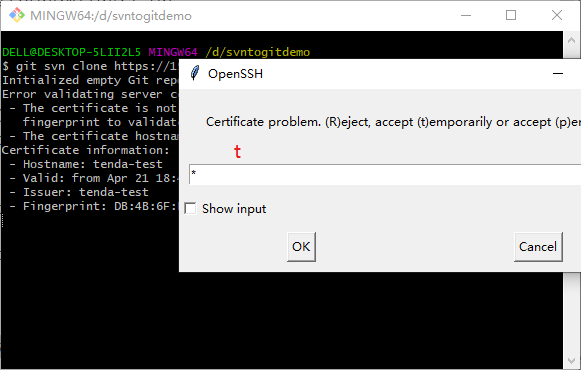 MINGW64:/d/svntogitdemo
DELL@DESKTOP-5LII2L5 MINGW64 /d/svntogitdemo
$ git svn clone https://1
Initialized empty Git rep
Error validating server c
- The certificate is not
fingerprint to validat
- The certificate hostna
Certificate information:
- Hostname: tenda-test
- Valid: from Apr 21 18:4
- Issuer: tenda-test
- Fingerprint: DB:4B:6F:
OpenSSH
Certificate problem. (R)eject, accept (t)emporarily or accept (p)er
t
*
Show input
OK
Cancel